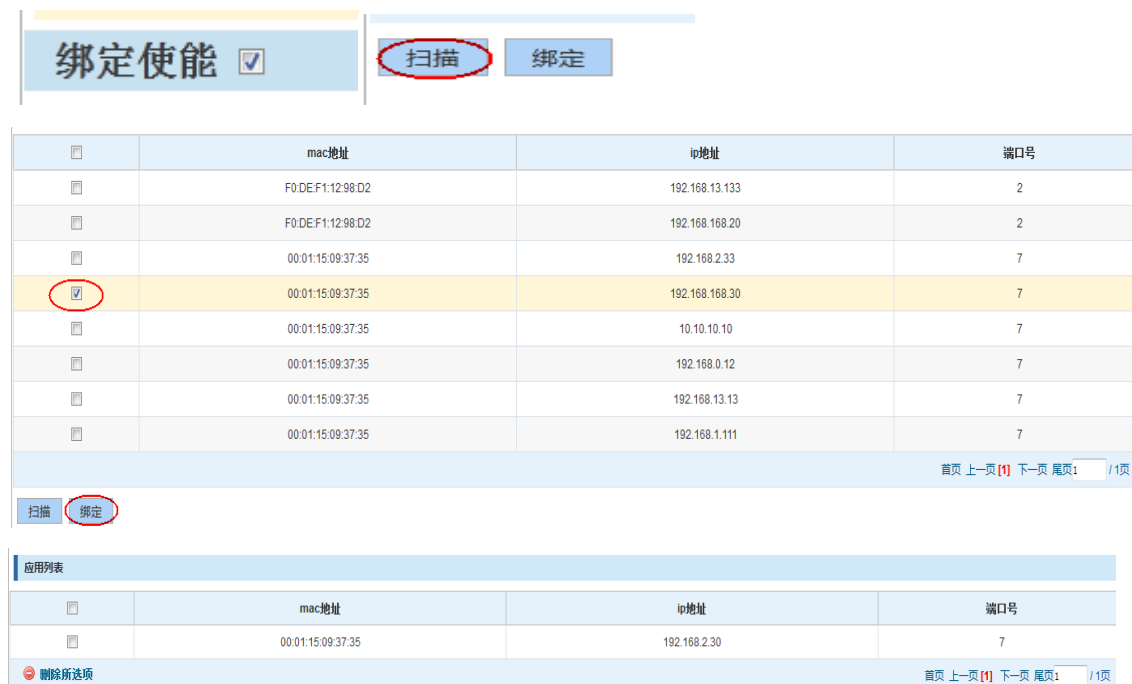 绑定使能
扫描 绑定
mac地址 ip地址 端口号
F0:DE:F1:12:98:D2 192.168.13.133 2
F0:DE:F1:12:98:D2 192.168.168.20 2
00:01:15:09:37:35 192.168.2.33 7
00:01:15:09:37:35 192.168.168.30 7
00:01:15:09:37:35 10.10.10.10 7
00:01:15:09:37:35 192.168.0.12 7
00:01:15:09:37:35 192.168.13.13 7
00:01:15:09:37:35 192.168.1.111 7
首页 上一页 [1] 下一页 尾页 1 / 1页
扫描 绑定
应用列表
mac地址 ip地址 端口号
00:01:15:09:37:35 192.168.2.30 7
删除所选项 首页 上一页 [1] 下一页 尾页 1 / 1页